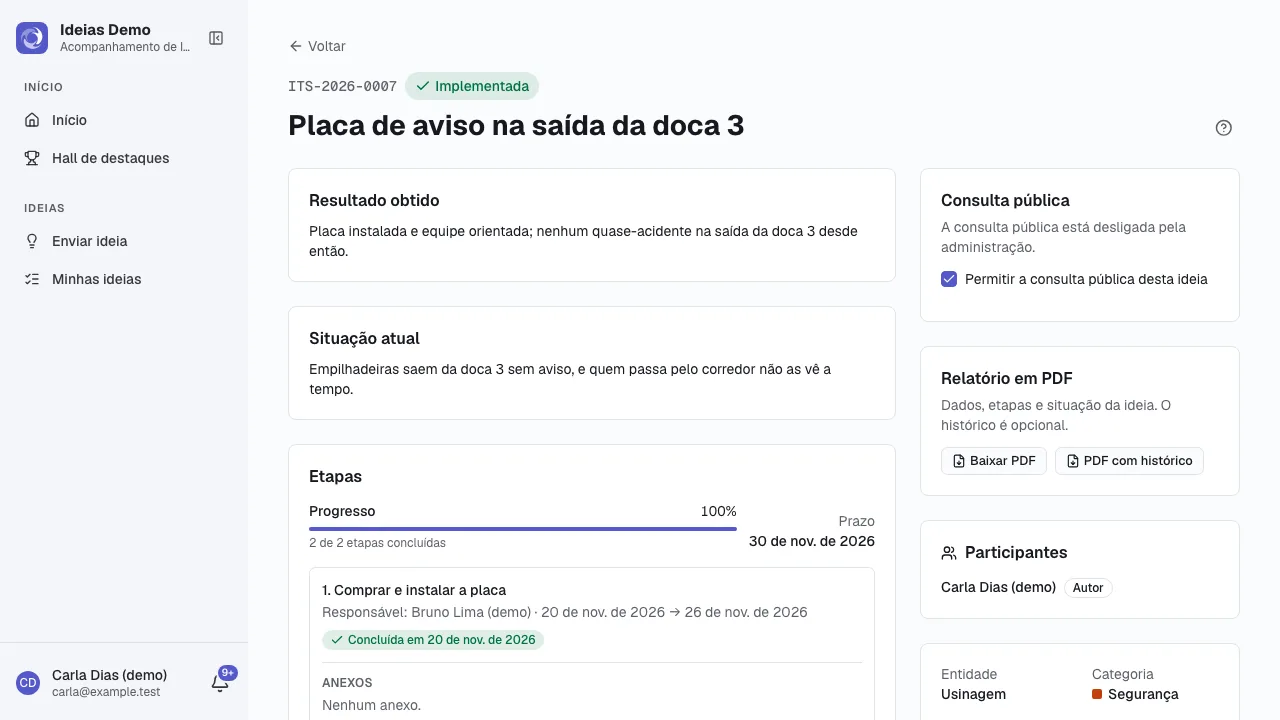 Ideias Demo
Acompanhamento de I...
INÍCIO
Início
Hall de destaques
IDEIAS
Enviar ideia
Minhas ideias
CD
Carla Dias (demo)
carla@example.test
9+
Voltar
ITS-2026-0007
Implementada
Placa de aviso na saída da doca 3
Resultado obtido
Placa instalada e equipe orientada; nenhum quase-acidente na saída da doca 3 desde
então.
Situação atual
Empilhadeiras saem da doca 3 sem aviso, e quem passa pelo corredor não as vê a
tempo.
Etapas
Progresso 100%
2 de 2 etapas concluídas
Prazo
30 de nov. de 2026
1. Comprar e instalar a placa
Responsável: Bruno Lima (demo) · 20 de nov. de 2026 → 26 de nov. de 2026
Concluída em 20 de nov. de 2026
ANEXOS
Nenhum anexo.
Consulta pública
A consulta pública está desligada pela
administração.
Permitir a consulta pública desta ideia
Relatório em PDF
Dados, etapas e situação da ideia. O
histórico é opcional.
Baixar PDF
PDF com histórico
Participantes
Carla Dias (demo) Autor
Entidade
Usinagem
Categoria
Segurança